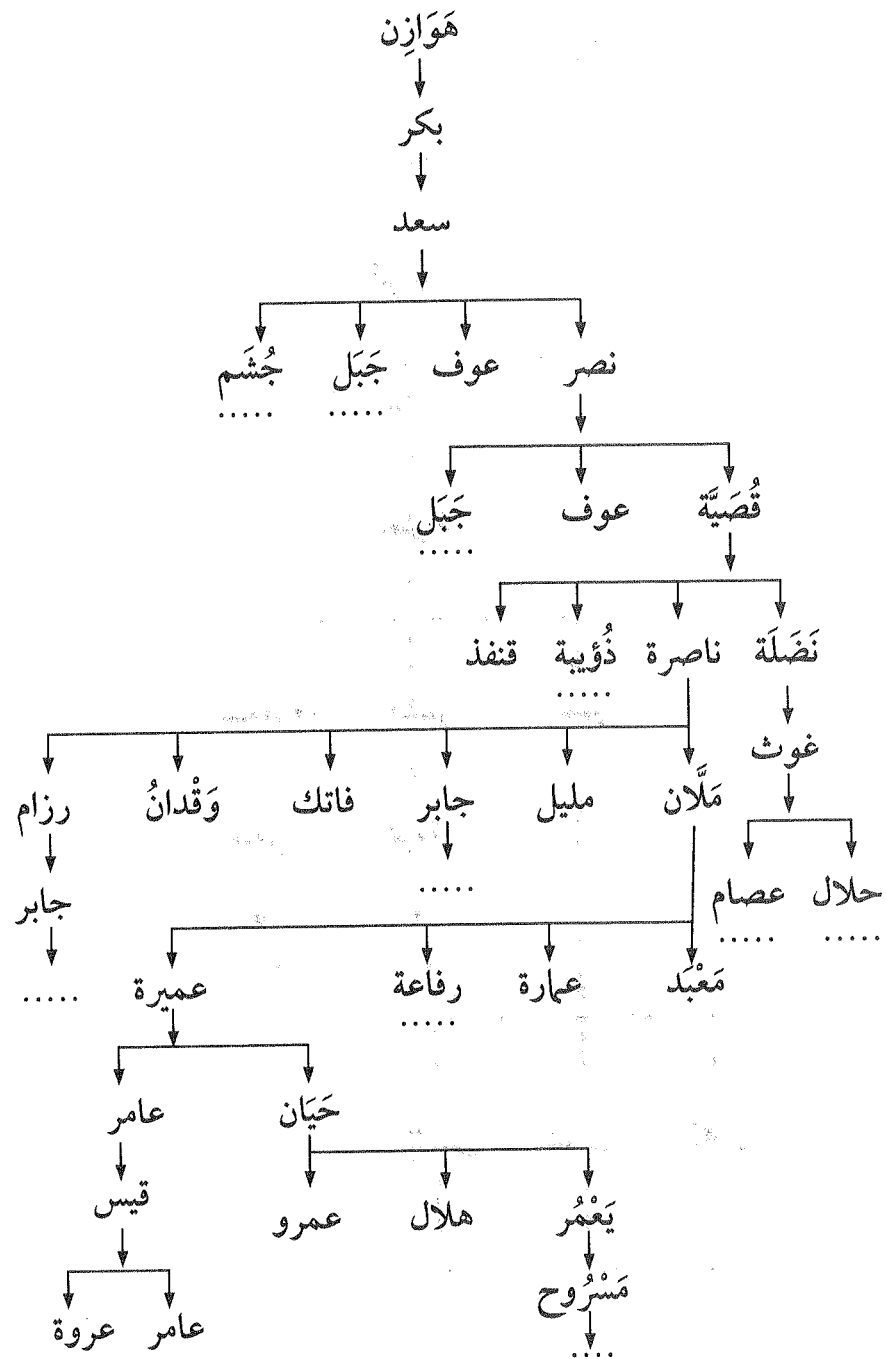 هَوَازِن
بكر
سعد
نصر عوف جَبَل جُشَم
..... .....
قُصَيَّة عوف جَبَل
.....
نَضَلَة ناصرة ذُؤيبة قنفذ
.....
غوث
مَلَّان مليل جابر فاتك وَقْدانُ رزام
.....
حلال عصام جابر
..... .....
مَعْبَد عمارة رفاعة عميرة .....
.....
حَيَان عامر
يَعْمُر هلال عمرو قيس
مَسْرُوح
عامر عروة
....